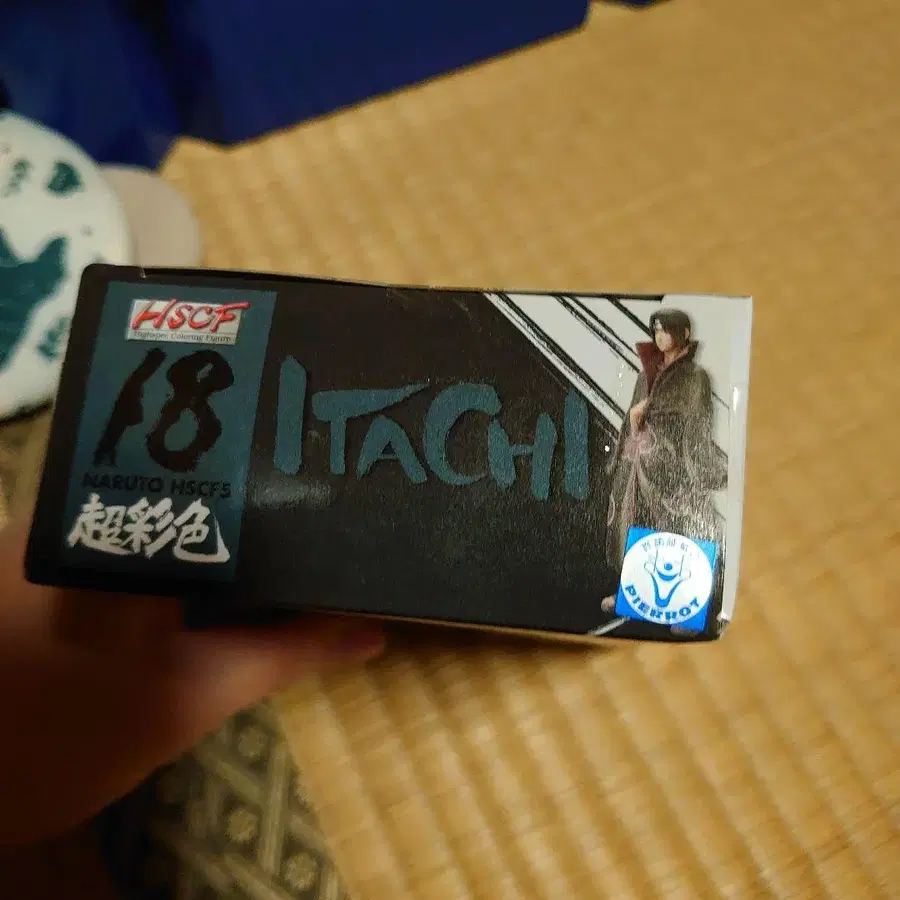 HSCF
Highspec Coloring Figure
18
NARUTO HSCF5
超彩色
ITACHI
PIERROT